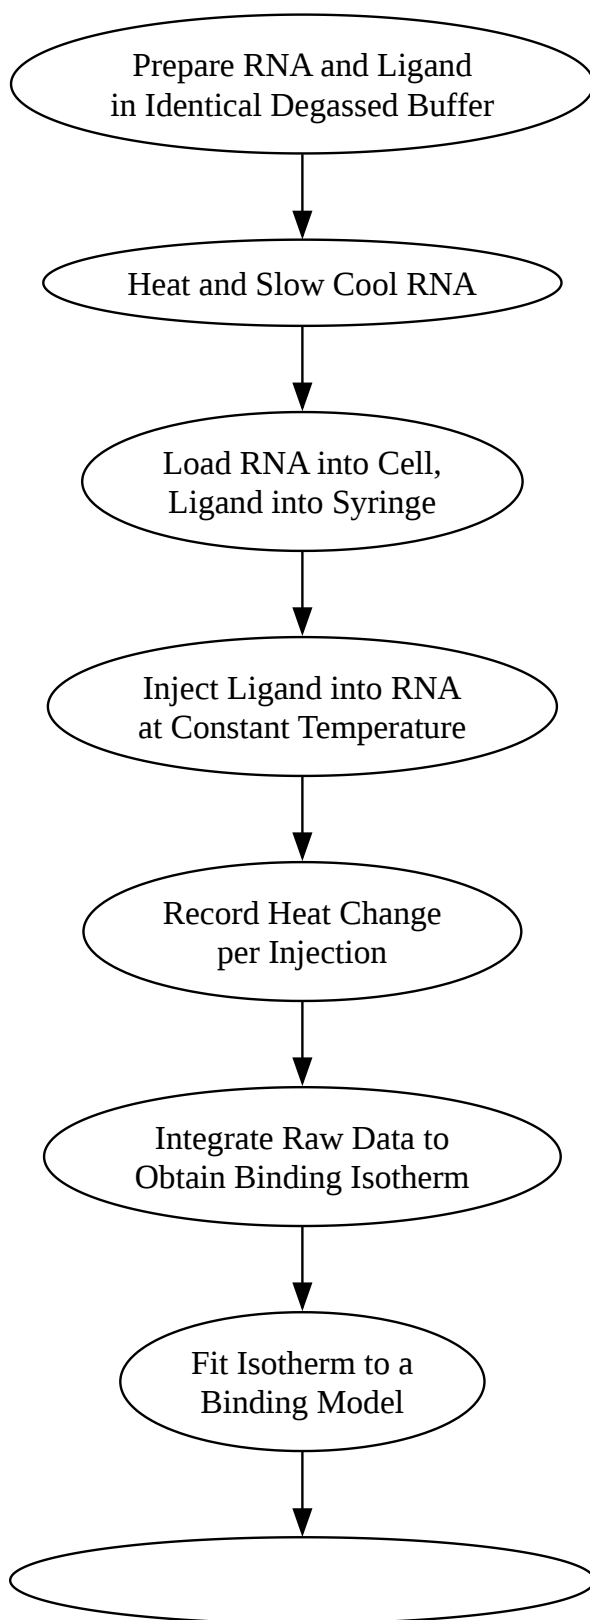 Prepare RNA and Ligand
in Identical Degassed Buffer
Heat and Slow Cool RNA
Load RNA into Cell,
Ligand into Syringe
Inject Ligand into RNA
at Constant Temperature
Record Heat Change
per Injection
Integrate Raw Data to
Obtain Binding Isotherm
Fit Isotherm to a
Binding Model